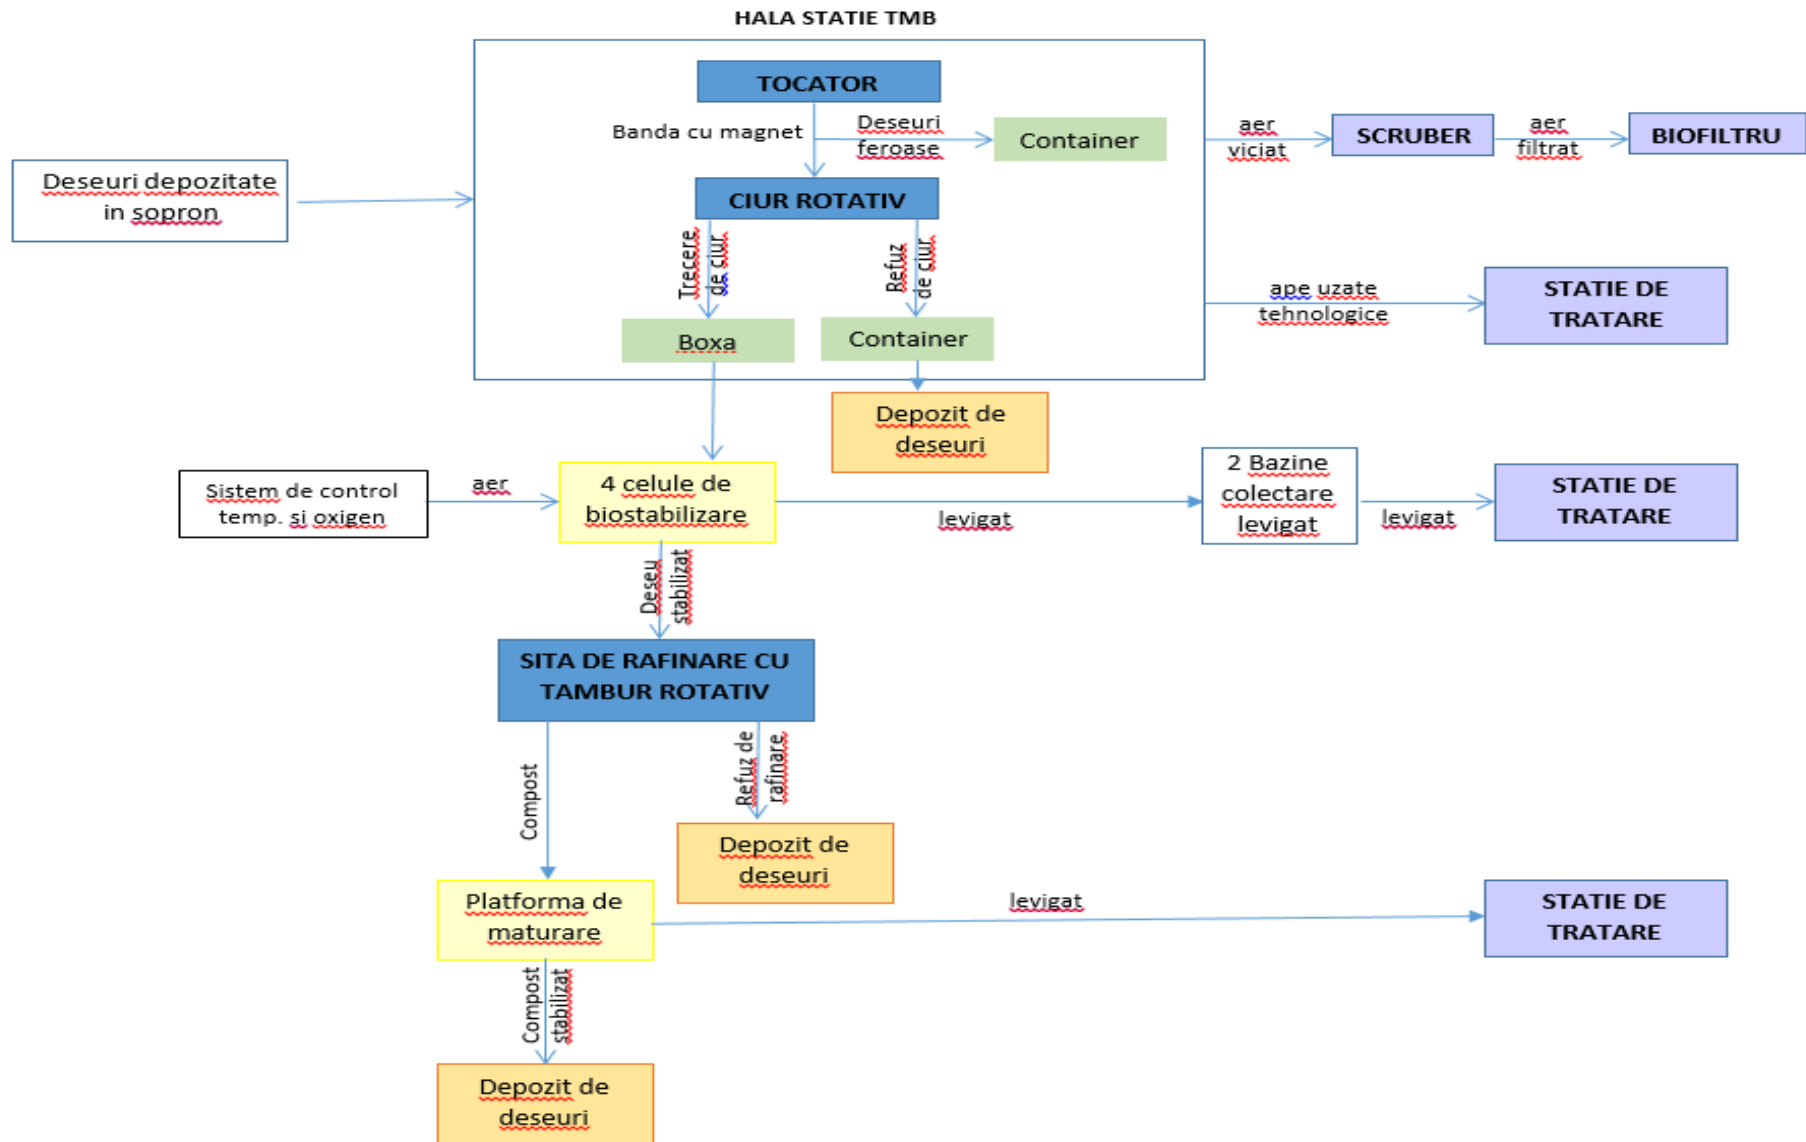 HALA STATIE TMB
TOCATOR
Banda cu magnet
Deseuri
feroase
Container
aer
viciat
SCRUBER
aer
filtrat
BIOFILTRU
Deseuri depozitate
in sopron
CIUR ROTATIV
Trecere
de ciur
Refuz
de ciur
ape uzate
tehnologice
STATIE DE
TRATARE
Boxa
Container
Depozit de
deseuri
Sistem de control
temp. si oxigen
aer
4 celule de
biostabilizare
levigat
2 Bazine
colectare
levigat
levigat
STATIE DE
TRATARE
Deseu
stabilizat
SITA DE RAFINARE CU
TAMBUR ROTATIV
Compost
Refuz de
rafinare
Depozit de
deseuri
Platforma de
maturare
levigat
STATIE DE
TRATARE
Compost
stabilizat
Depozit de
deseuri